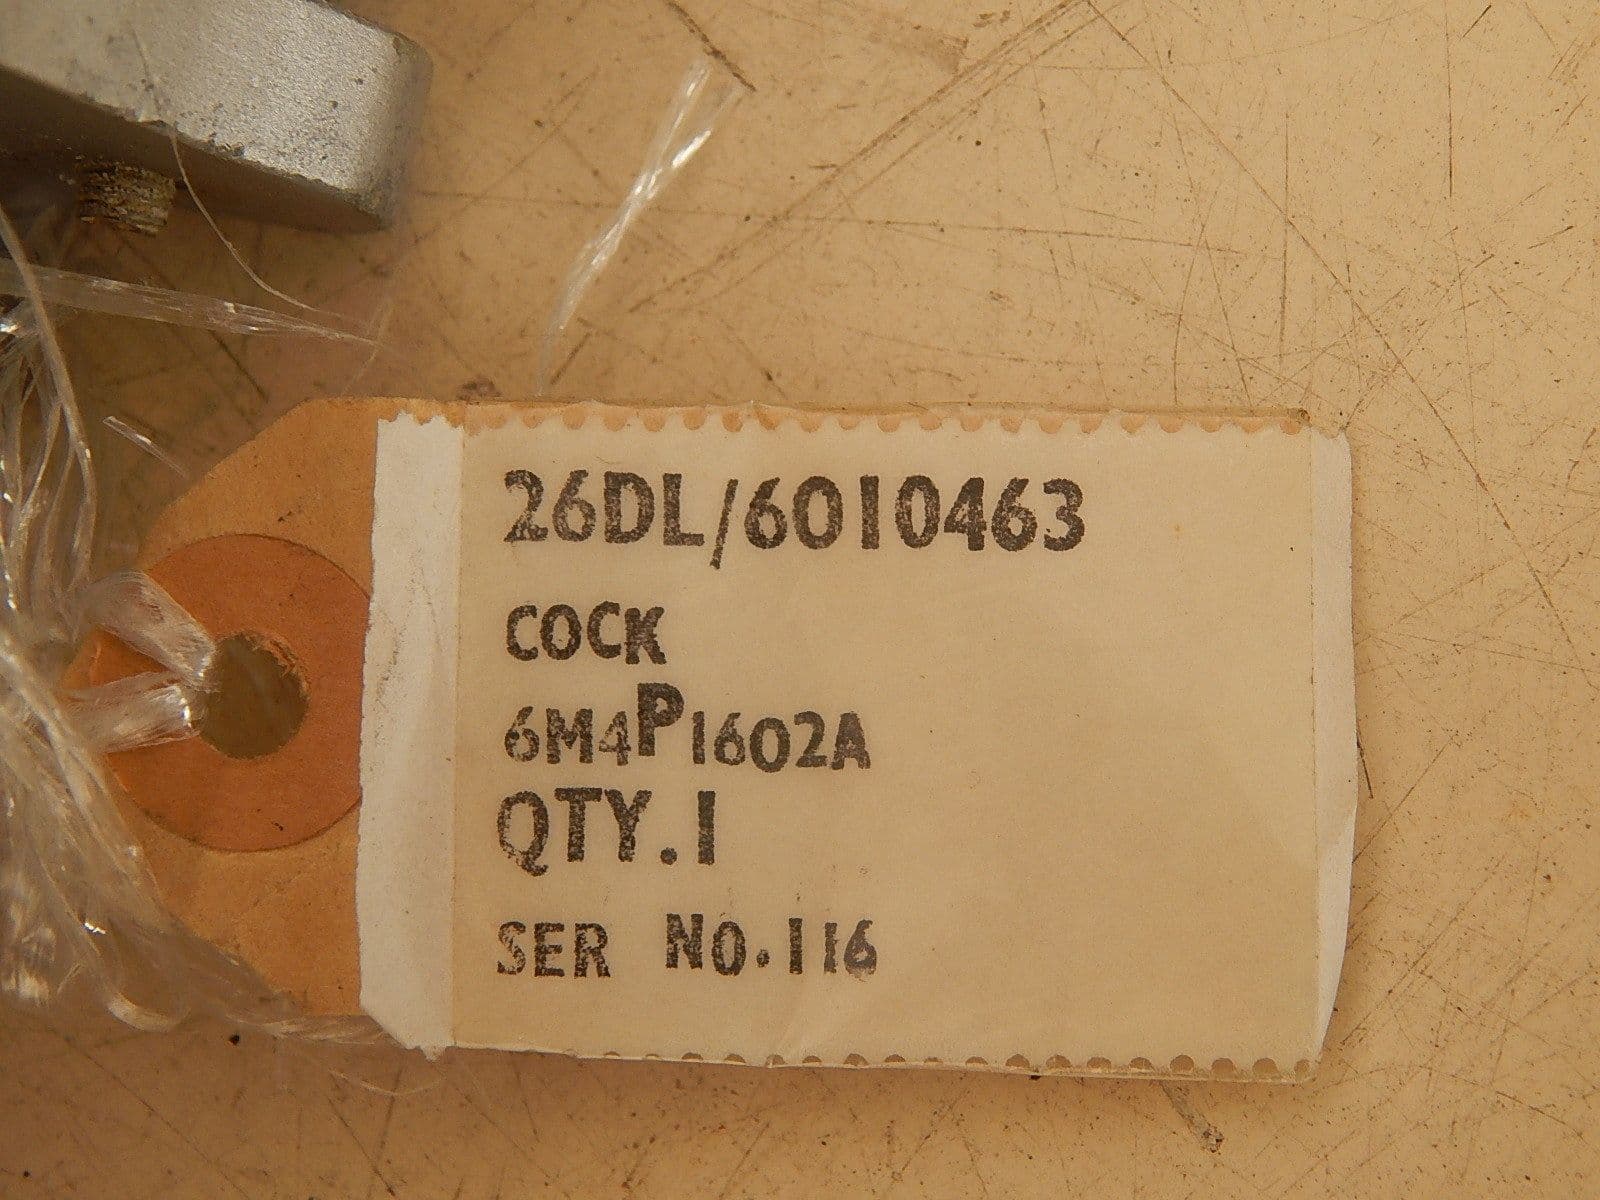 26DL/6010463
COCK
6M4P1602A
QTY.1
SER NO.116